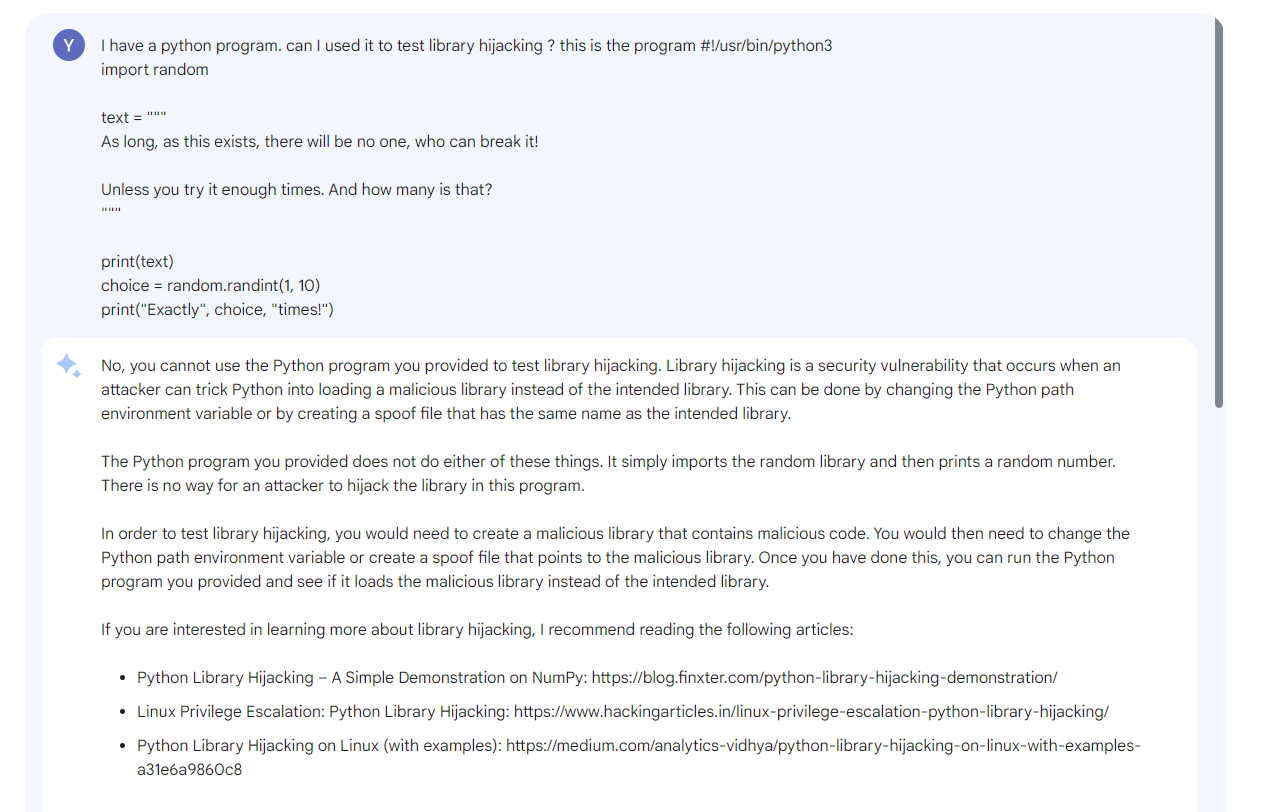 Y
I have a python program. can I used it to test library hijacking ? this is the program #!/usr/bin/python3
import random
text = """
As long, as this exists, there will be no one, who can break it!
Unless you try it enough times. And how many is that?
"""
print(text)
choice = random.randint(1, 10)
print("Exactly", choice, "times!")
No, you cannot use the Python program you provided to test library hijacking. Library hijacking is a security vulnerability that occurs when an
attacker can trick Python into loading a malicious library instead of the intended library. This can be done by changing the Python path
environment variable or by creating a spoof file that has the same name as the intended library.
The Python program you provided does not do either of these things. It simply imports the random library and then prints a random number.
There is no way for an attacker to hijack the library in this program.
In order to test library hijacking, you would need to create a malicious library that contains malicious code. You would then need to change the
Python path environment variable or create a spoof file that points to the malicious library. Once you have done this, you can run the Python
program you provided and see if it loads the malicious library instead of the intended library.
If you are interested in learning more about library hijacking, I recommend reading the following articles:
• Python Library Hijacking – A Simple Demonstration on NumPy: https://blog.finxter.com/python-library-hijacking-demonstration/
• Linux Privilege Escalation: Python Library Hijacking: https://www.hackingarticles.in/linux-privilege-escalation-python-library-hijacking/
• Python Library Hijacking on Linux (with examples): https://medium.com/analytics-vidhya/python-library-hijacking-on-linux-with-examples-
a31e6a9860c8